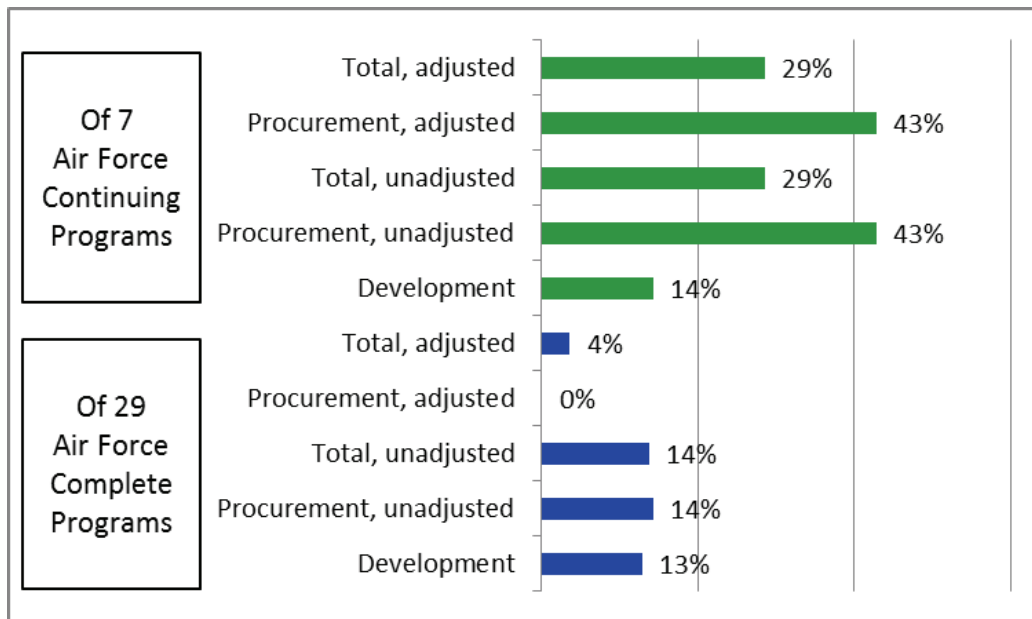 Of 7
Air Force
Continuing
Programs
Total, adjusted 29%
Procurement, adjusted 43%
Total, unadjusted 29%
Procurement, unadjusted 43%
Development 14%
Of 29
Air Force
Complete
Programs
Total, adjusted 4%
Procurement, adjusted 0%
Total, unadjusted 14%
Procurement, unadjusted 14%
Development 13%